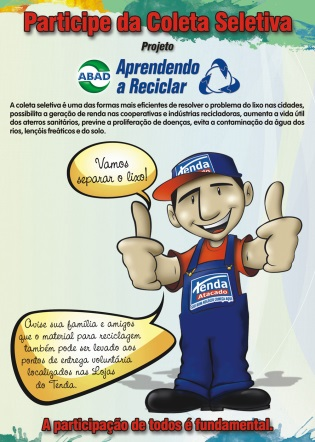 Participe da Coleta Seletiva
Projeto
ABAD
Aprendendo
a Reciclar
A coleta seletiva é uma das formas mais eficientes de resolver o problema do lixo nas cidades,
possibilita a geração de renda nas cooperativas e indústrias recicladoras, aumenta a vida útil
dos aterros sanitários, previne a proliferação de doenças, evita a contaminação da água dos
rios, lençóis freáticos e do solo.
Vamos
separar o lixo!
Tenda
Tenda
Atacado
Avise sua família e amigos
que o material para reciclagem
também pode ser levado aos
pontos de entrega voluntária
localizados nas Lojas
do Tenda.
A participação de todos é fundamental.